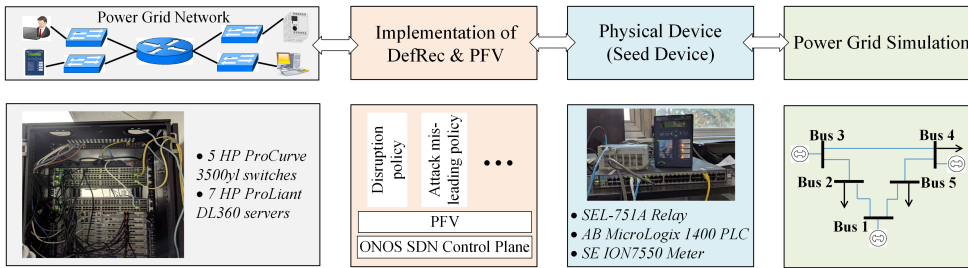 Power Grid Network
Implementation of
DefRec & PFV
Physical Device
(Seed Device)
Power Grid Simulation
• 5 HP ProCurve
3500yl switches
• 7 HP ProLiant
DL360 servers
Disruption
policy
Attack mis-
leading policy
•••
PFV
ONOS SDN Control Plane
• SEL-751A Relay
• AB MicroLogix 1400 PLC
• SE ION7550 Meter
Bus 3
Bus 4
Bus 2
Bus 5
Bus 1